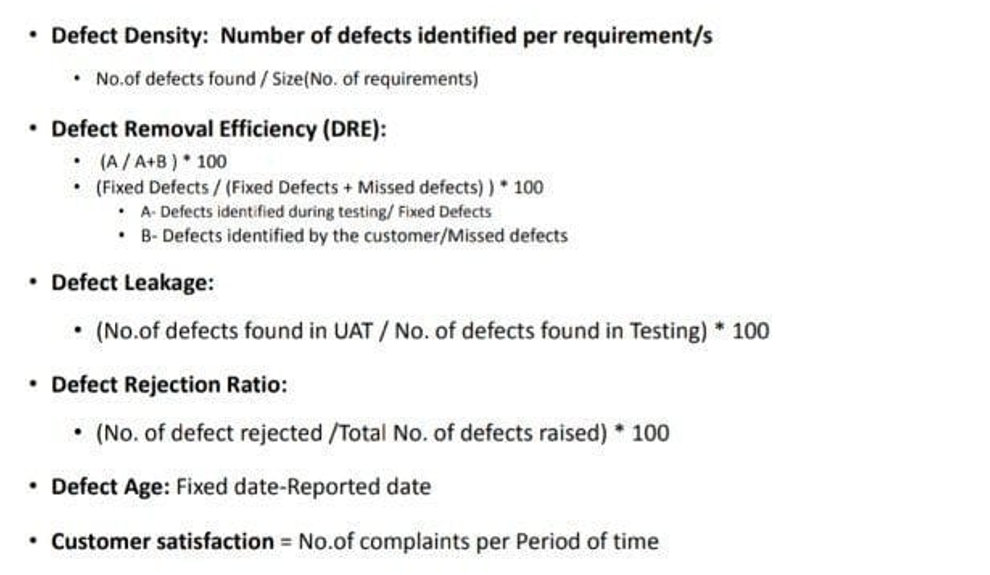 • Defect Density:  Number of defects identified per requirement/s
• No.of defects found / Size(No. of requirements)
• Defect Removal Efficiency (DRE):
• (A / A+B ) * 100
• (Fixed Defects / (Fixed Defects + Missed defects) ) * 100
• A- Defects identified during testing/ Fixed Defects
• B- Defects identified by the customer/Missed defects
• Defect Leakage:
• (No.of defects found in UAT / No. of defects found in Testing) * 100
• Defect Rejection Ratio:
• (No. of defect rejected /Total No. of defects raised) * 100
• Defect Age: Fixed date-Reported date
• Customer satisfaction = No.of complaints per Period of time